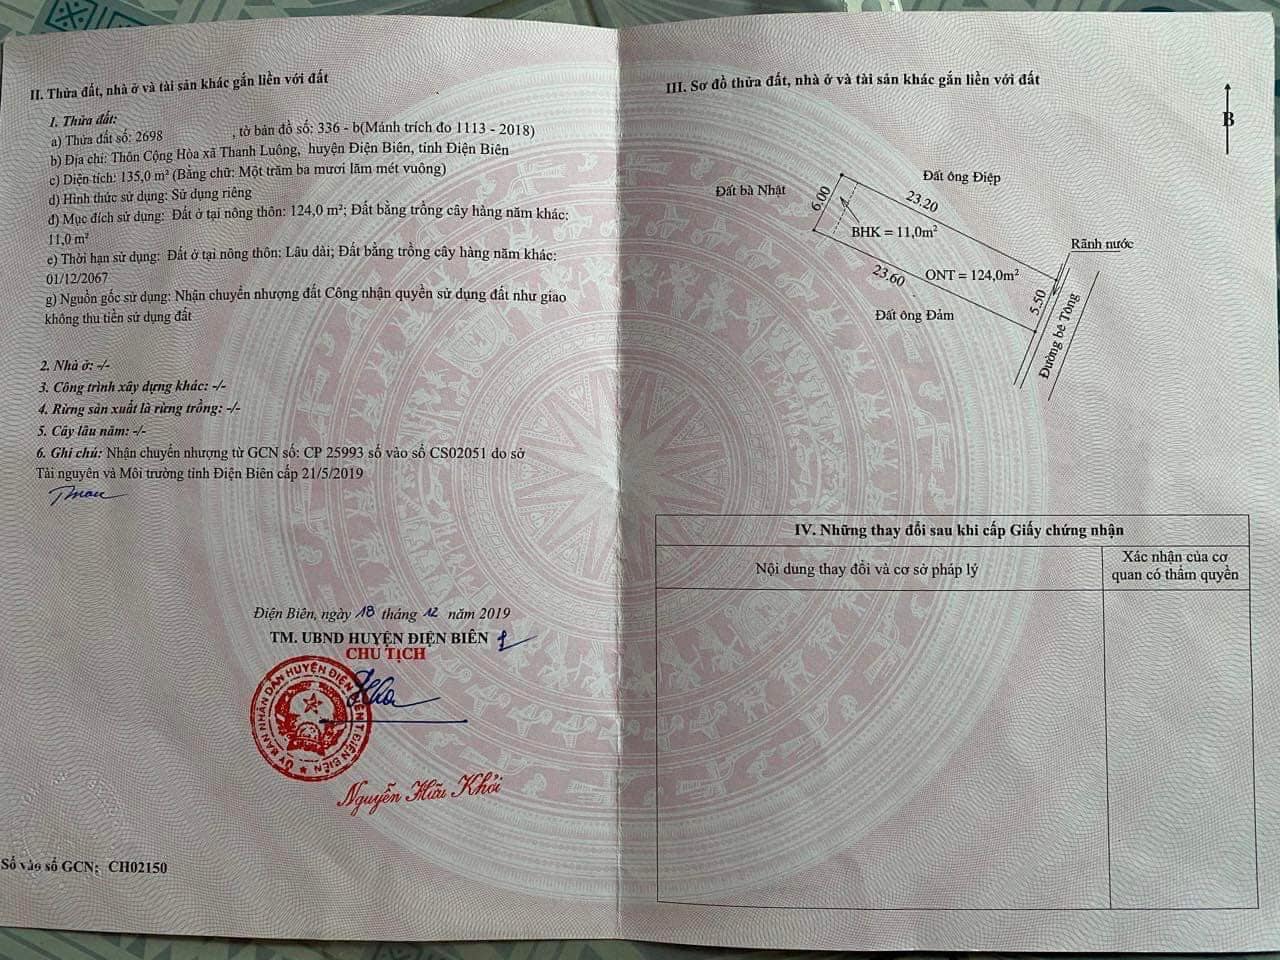 II. Thửa đất, nhà ở và tài sản khác gắn liền với đất
1. Thửa đất:
a) Thửa đất số: 2698 , tờ bản đồ số: 336 - b(Mảnh trích đo 1113 - 2018)
b) Địa chỉ: Thôn Cộng Hòa xã Thanh Luông, huyện Điện Biên, tỉnh Điện Biên
c) Diện tích: 135,0 m² (Bằng chữ: Một trăm ba mươi lăm mét vuông)
d) Hình thức sử dụng: Sử dụng riêng
đ) Mục đích sử dụng: Đất ở tại nông thôn: 124,0 m²; Đất bằng trồng cây hàng năm khác:
11,0 m²
e) Thời hạn sử dụng: Đất ở tại nông thôn: Lâu dài; Đất bằng trồng cây hàng năm khác:
01/12/2067
g) Nguồn gốc sử dụng: Nhận chuyển nhượng đất Công nhận quyền sử dụng đất như giao
không thu tiền sử dụng đất
2. Nhà ở: -/-
3. Công trình xây dựng khác: -/-
4. Rừng sản xuất là rừng trồng: -/-
5. Cây lâu năm: -/-
6. Ghi chú: Nhận chuyển nhượng từ GCN số: CP 25993 số vào sổ CS02051 do sở
Tài nguyên và Môi trường tỉnh Điện Biên cấp 21/5/2019
Điện Biên, ngày 18 tháng 12 năm 2019
TM. UBND HUYỆN ĐIỆN BIÊN
CHỦ TỊCH
ỦY BAN NHÂN DÂN HUYỆN ĐIỆN BIÊN T.ĐIỆN BIÊN
Nguyễn Hữu Khởi
Số vào sổ GCN: CH02150
III. Sơ đồ thửa đất, nhà ở và tài sản khác gắn liền với đất
B
Đất ông Điệp
Đất bà Nhật
6.00
23.20
BHK = 11,0m²
Rãnh nước
ONT = 124,0m²
23.60
5.50
Đất ông Đảm
Đường bê Tông
IV. Những thay đổi sau khi cấp Giấy chứng nhận
Nội dung thay đổi và cơ sở pháp lý
Xác nhận của cơ
quan có thẩm quyền